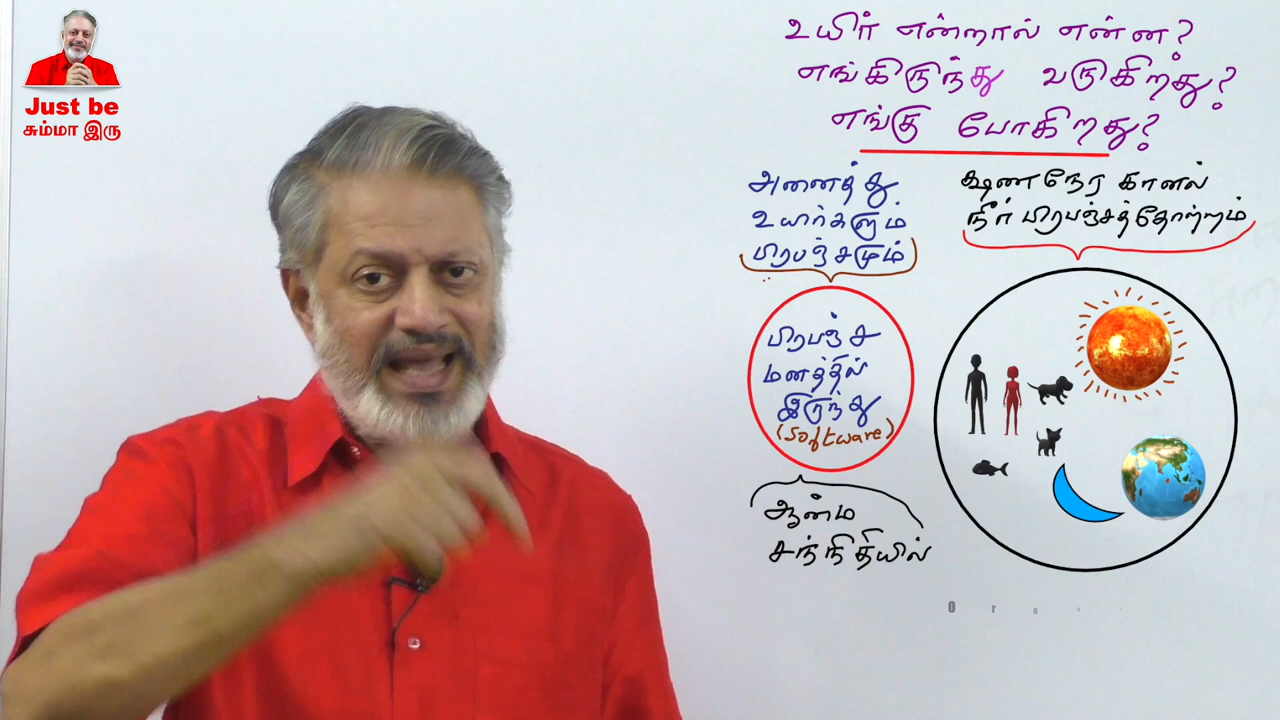 Just be
சும்மா இரு
உயிர் என்றால் என்ன?
எங்கிருந்து வருகிறது?
எங்கு போகிறது?
அனைத்து
உயிர்களும்
பிரபஞ்சமும்
க்ஷணநேர கானல்
நீர் பிரபஞ்சத்தோற்றம்
பிரபஞ்ச
மனத்தில்
இருந்து
(Software)
ஆன்ம
சந்நிதியில்